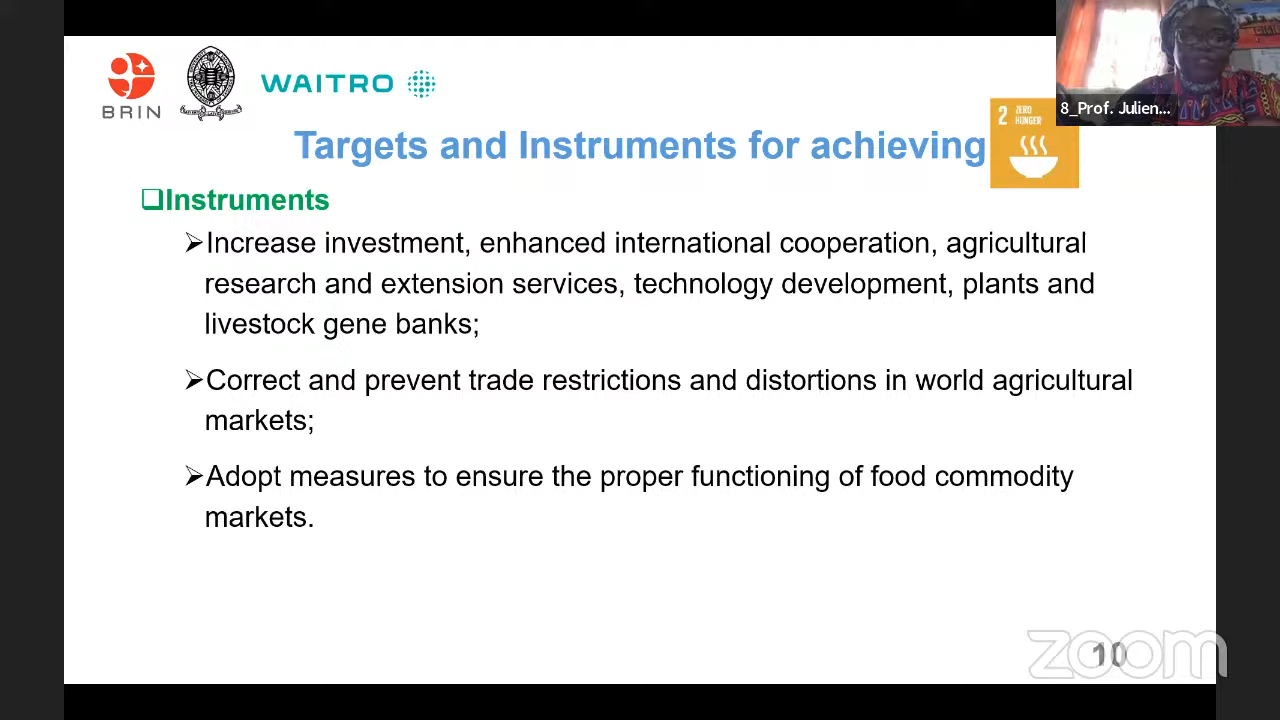 BRIN
WAITRO
8_Prof. Julien...
2 ZERO
HUNGER
Targets and Instruments for achieving
❑Instruments
➢Increase investment, enhanced international cooperation, agricultural
research and extension services, technology development, plants and
livestock gene banks;
➢Correct and prevent trade restrictions and distortions in world agricultural
markets;
➢Adopt measures to ensure the proper functioning of food commodity
markets.
zoom
10